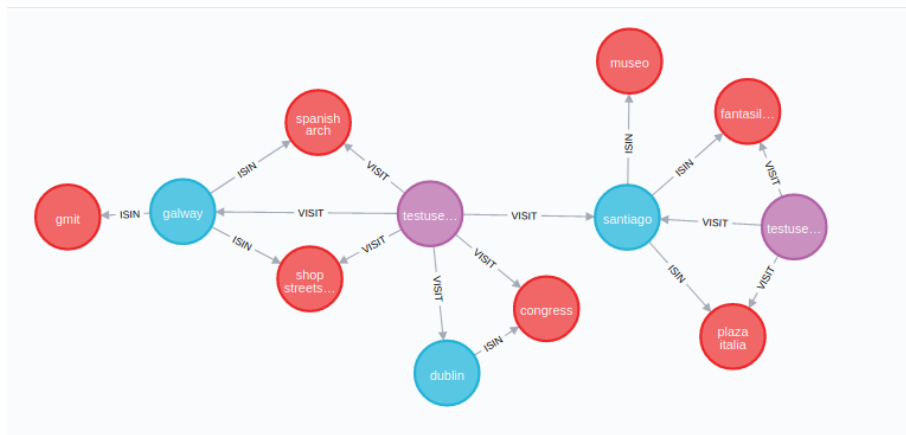 museo
fantasil...
spanish
arch
ISIN
ISIN
ISIN
VISIT
VISIT
gmit
ISIN
galway
VISIT
testuse...
VISIT
santiago
VISIT
testuse...
ISIN
VISIT
shop
streets...
VISIT
VISIT
ISIN
VISIT
congress
plaza
italia
ISIN
dublin